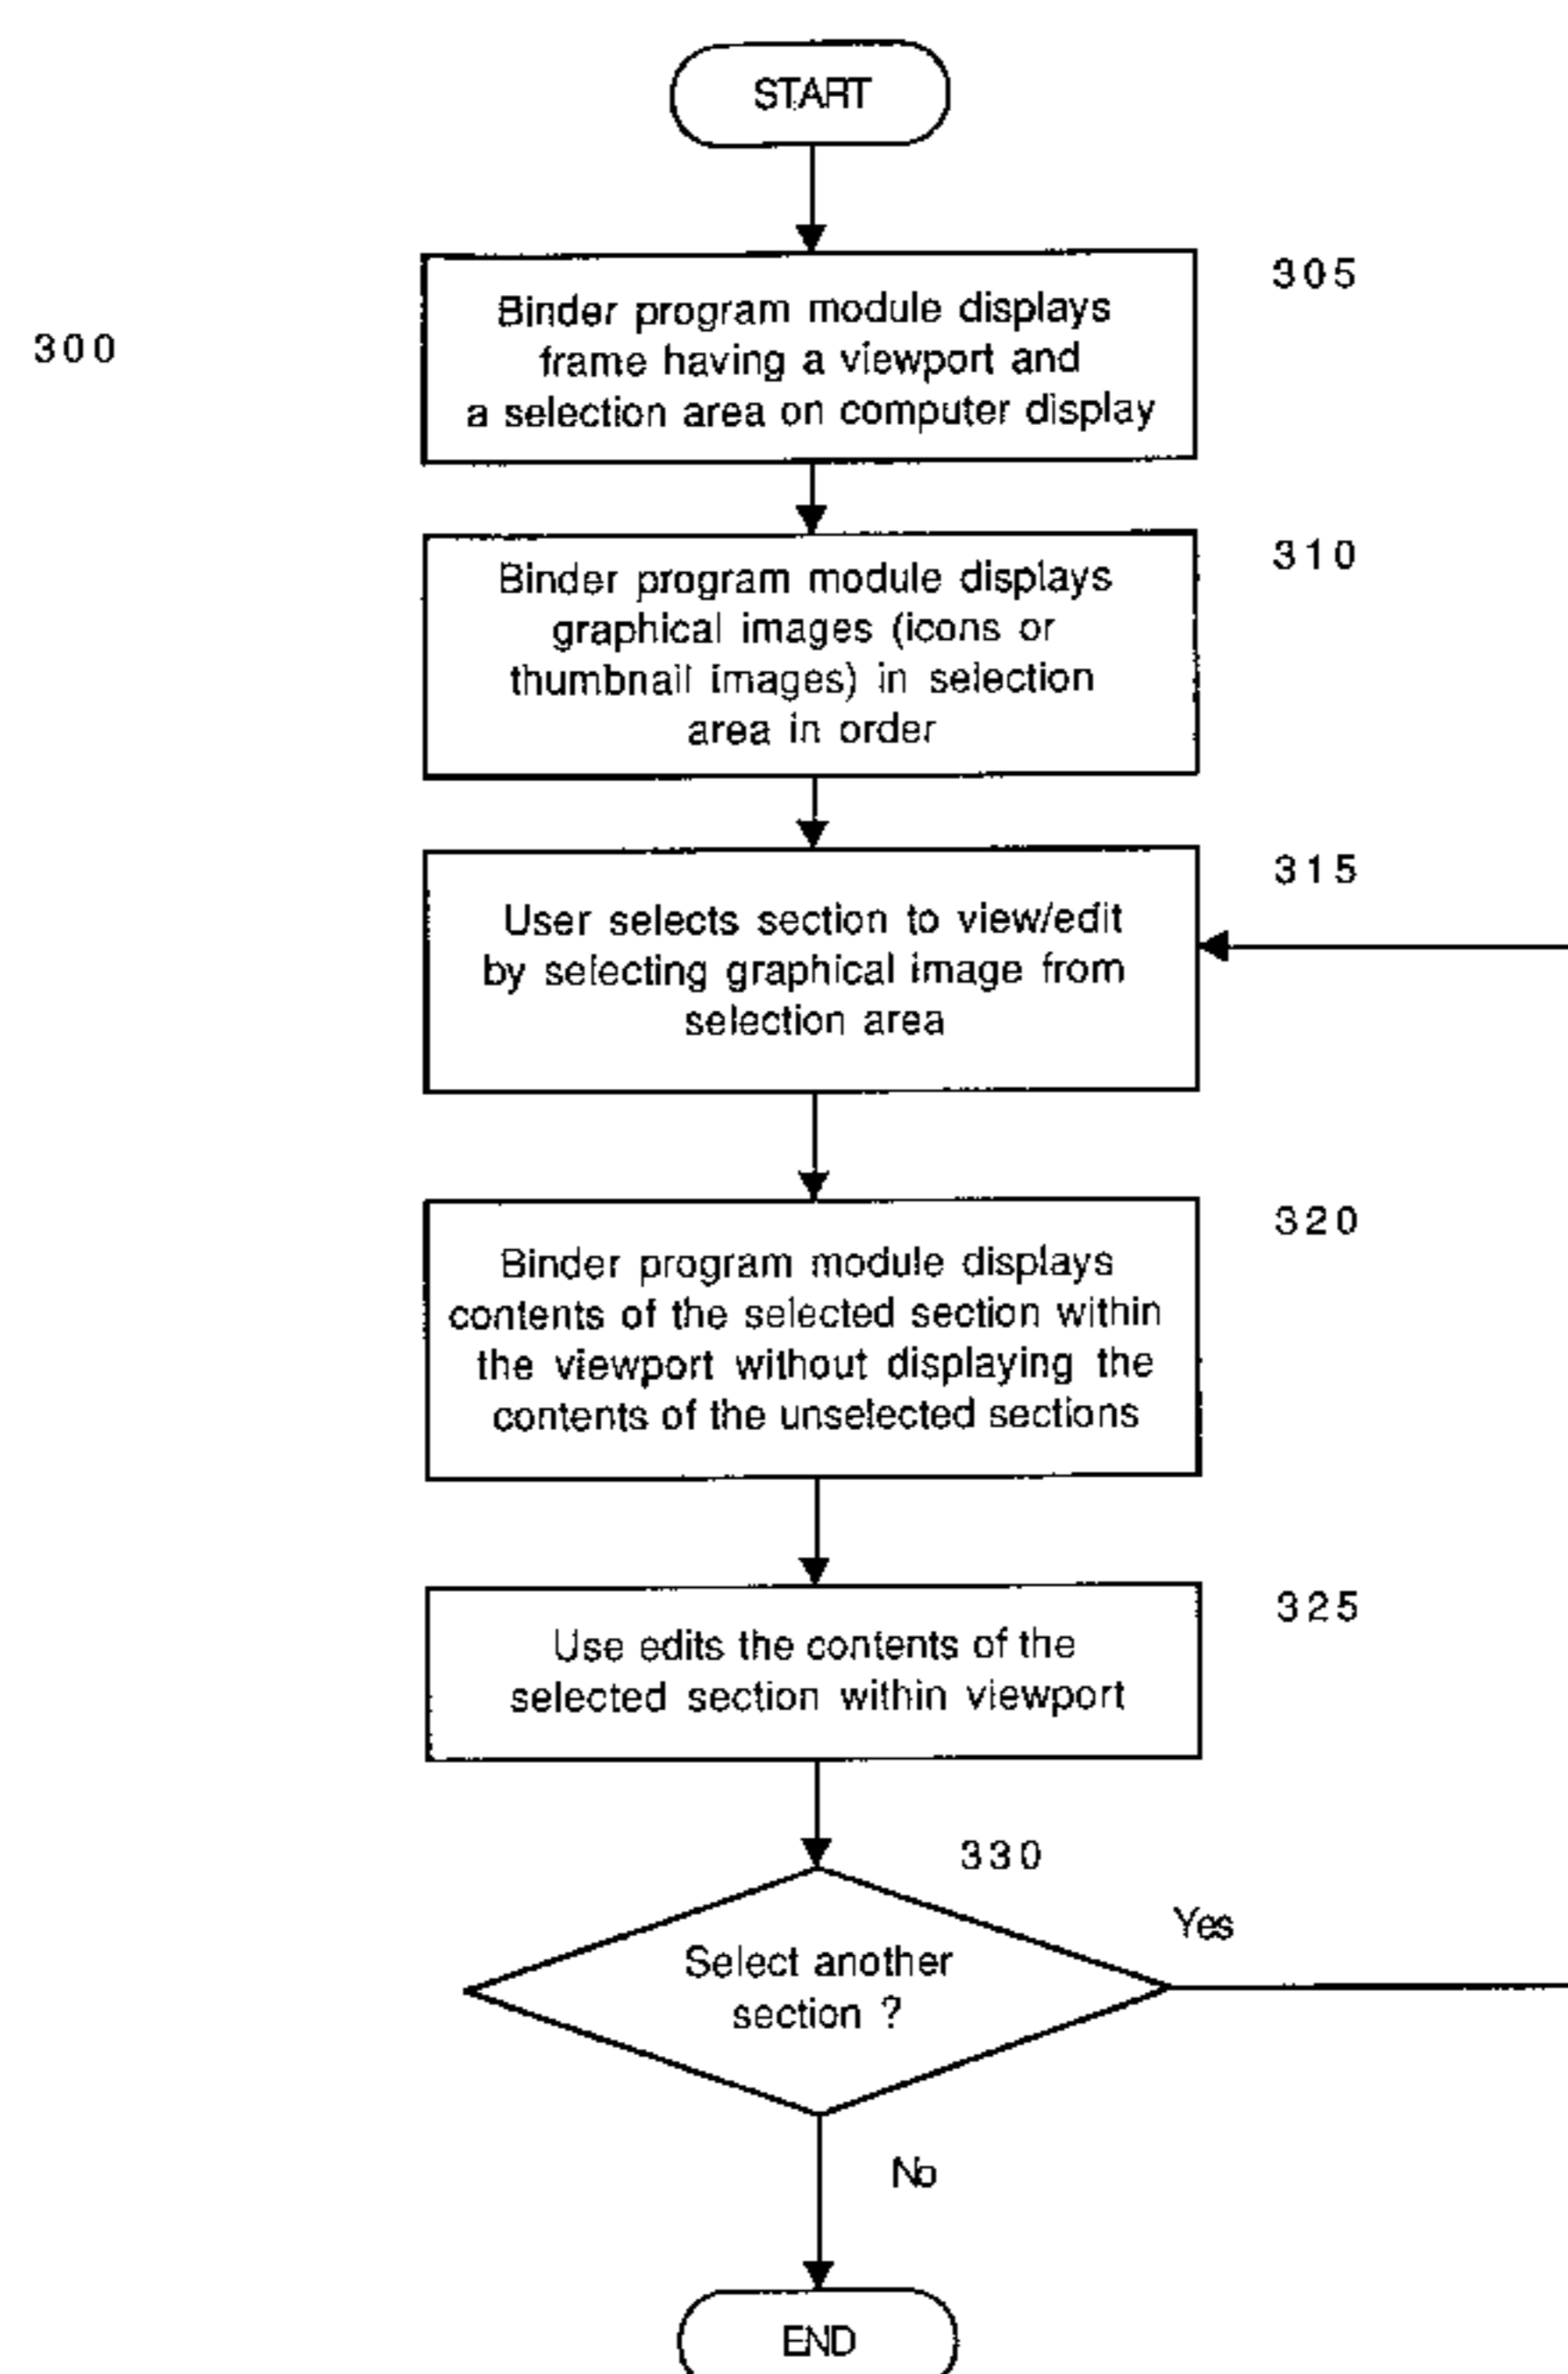 START
305
Binder program module displays
frame having a viewport and
a selection area on computer display
300
310
Binder program module displays
graphical images (icons or
thumbnail images) in selection
area in order
315
User selects section to view/edit
by selecting graphical image from
selection area
320
Binder program module displays
contents of the selected section within
the viewport without displaying the
contents of the unselected sections
325
Use edits the contents of the
selected section within viewport
330
Yes
Select another
section ?
No
END